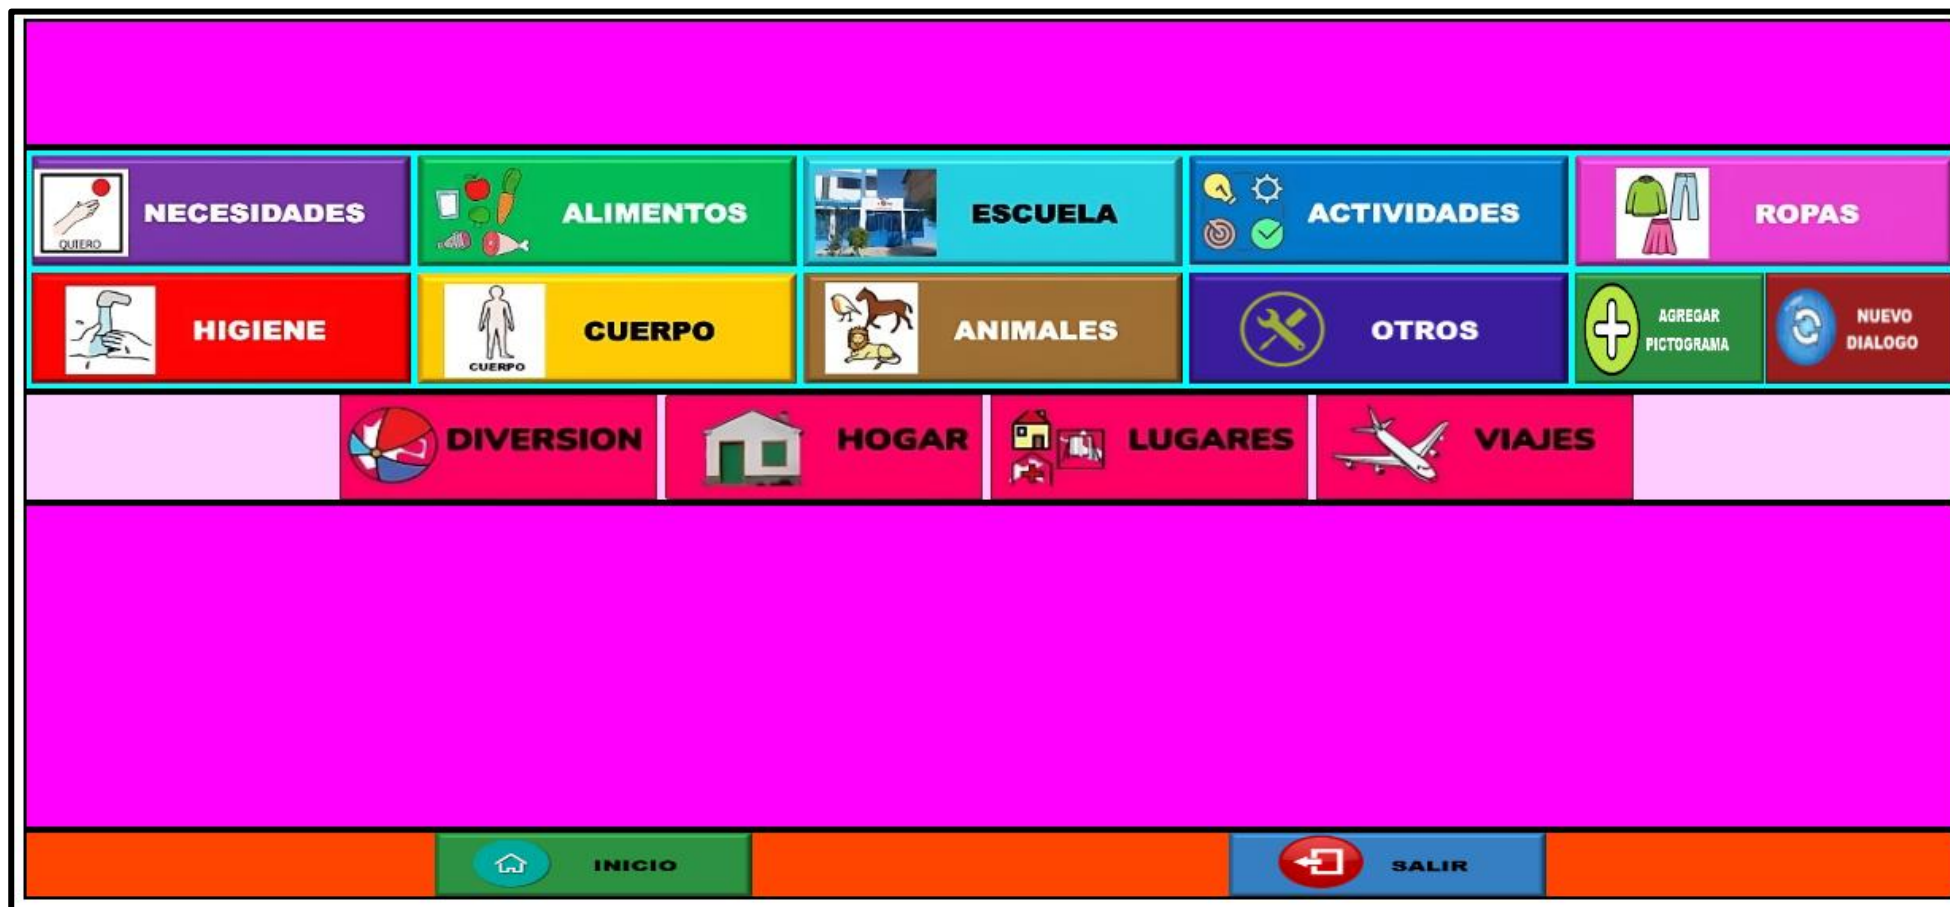 QUIERO
NECESIDADES
ALIMENTOS
ESCUELA
ACTIVIDADES
ROPAS
HIGIENE
CUERPO
CUERPO
ANIMALES
OTROS
AGREGAR
PICTOGRAMA
NUEVO
DIALOGO
DIVERSION
HOGAR
LUGARES
VIAJES
INICIO
SALIR